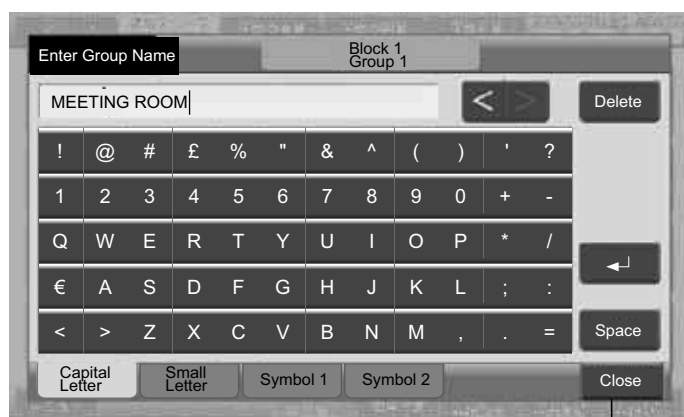 Enter Group Name
Block 1
Group 1
MEETING ROOM
< >
Delete
! @ # £ % " & ^ ( ) ' ?
1 2 3 4 5 6 7 8 9 0 + -
Q W E R T Y U I O P * /
€ A S D F G H J K L ; :
< > Z X C V B N M , . =
Space
Capital
Letter
Small
Letter
Symbol 1
Symbol 2
Close